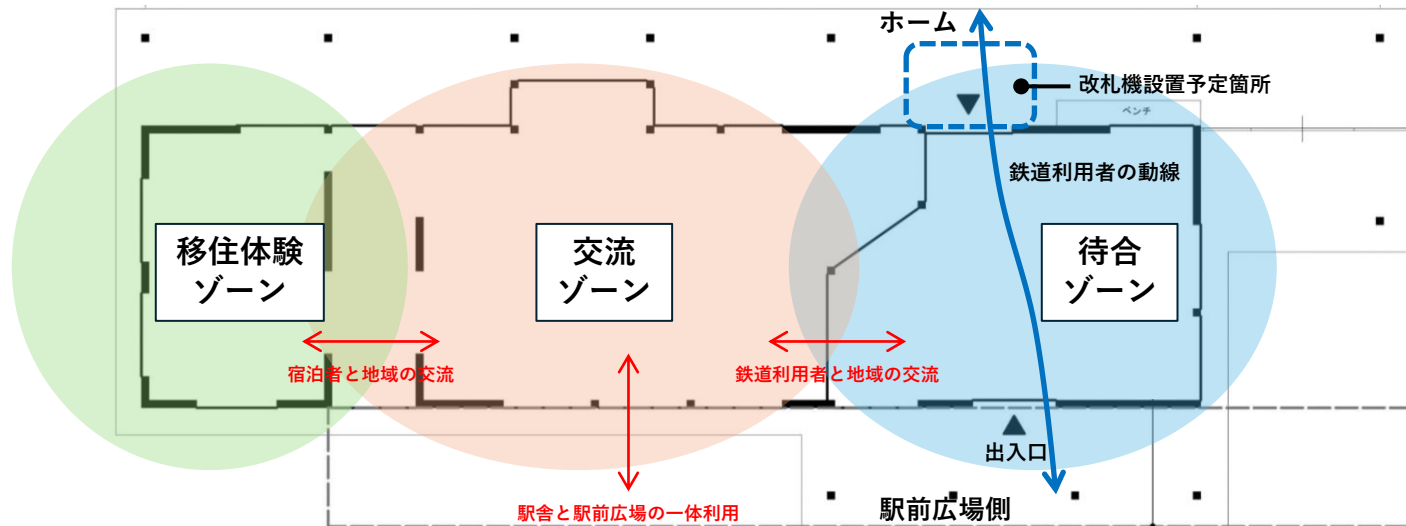 ホーム
改札機設置予定箇所
ベンチ
鉄道利用者の動線
移住体験
ゾーン
交流
ゾーン
待合
ゾーン
宿泊者と地域の交流
鉄道利用者と地域の交流
出入口
駅舎と駅前広場の一体利用
駅前広場側